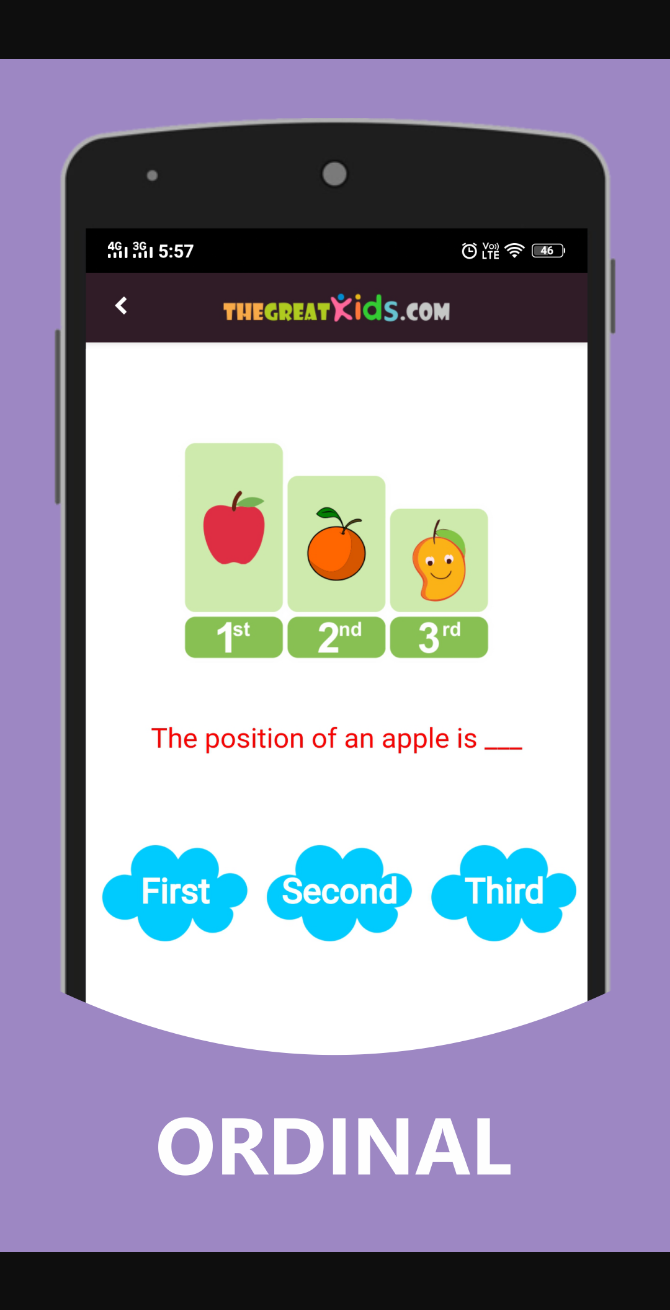 4G 3G 5:57 Vo)) LTE 46
THEGREATKids.COM
1st 2nd 3rd
The position of an apple is ___
First Second Third
ORDINAL